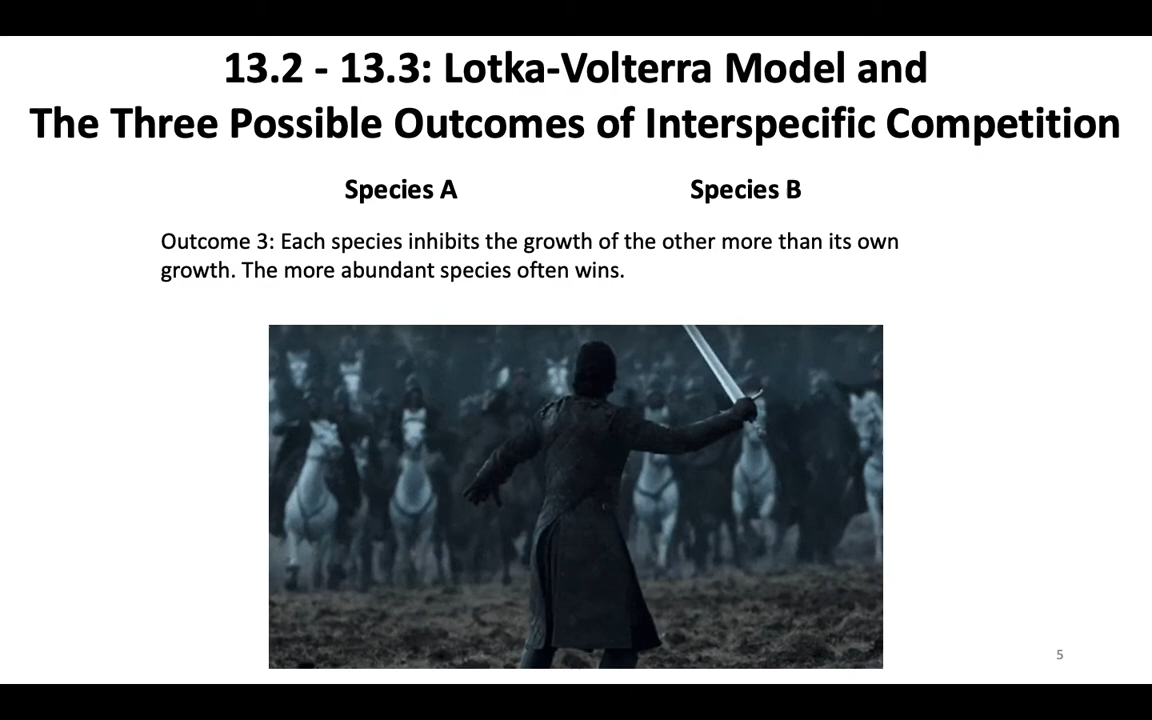 13.2 - 13.3: Lotka-Volterra Model and
The Three Possible Outcomes of Interspecific Competition
Species A
Species B
Outcome 3: Each species inhibits the growth of the other more than its own
growth. The more abundant species often wins.
5